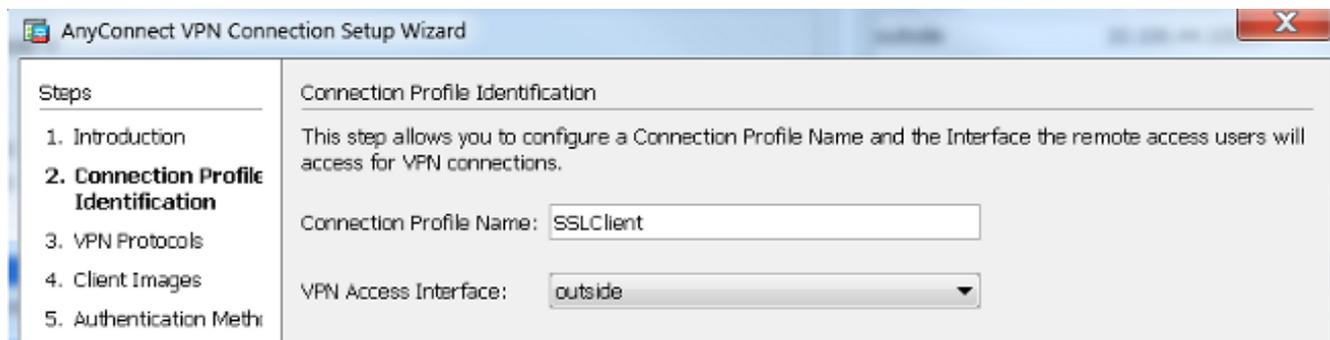 AnyConnect VPN Connection Setup Wizard
Steps
1. Introduction
2. Connection Profile
Identification
3. VPN Protocols
4. Client Images
5. Authentication
Connection Profile Identification
This step allows you to configure a Connection Profile Name and the Interface the remote access users will
access for VPN connections.
Connection Profile Name: SSLClient
VPN Access Interface: outside